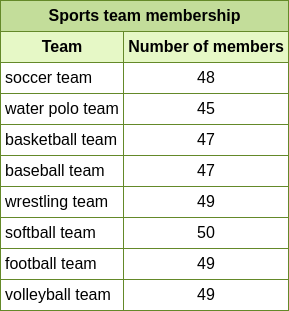 Sports team membership
Team Number of members
soccer team 48
water polo team 45
basketball team 47
baseball team 47
wrestling team 49
softball team 50
football team 49
volleyball team 49